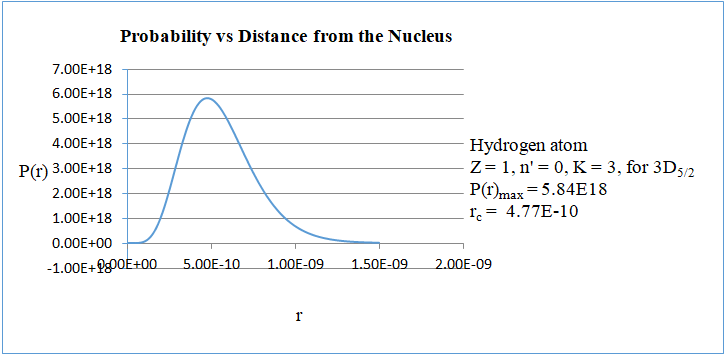 Probability vs Distance from the Nucleus
7.00E+18
6.00E+18
5.00E+18
4.00E+18
3.00E+18
2.00E+18
1.00E+18
0.00E+00
-1.00E+18
P(r)
0.00E+00 5.00E-10 1.00E-09 1.50E-09 2.00E-09
r
Hydrogen atom
Z = 1, n' = 0, K = 3, for 3D5/2
P(r)max = 5.84E18
rc = 4.77E-10